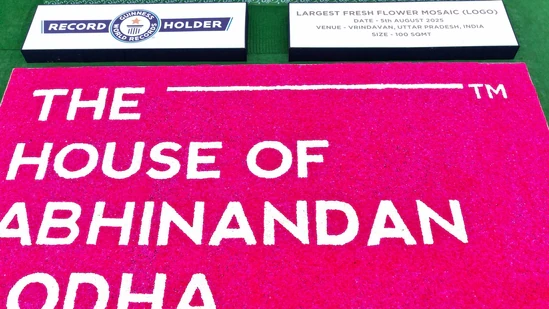 RECORD GUINNESS WORLD RECORDS HOLDER
LARGEST FRESH FLOWER MOSAIC (LOGO)
DATE - 5th AUGUST 2025
VENUE - VRINDAVAN, UTTAR PRADESH, INDIA
SIZE - 100 SQMT
THE
TM
HOUSE OF
ABHINANDAN
ODHA